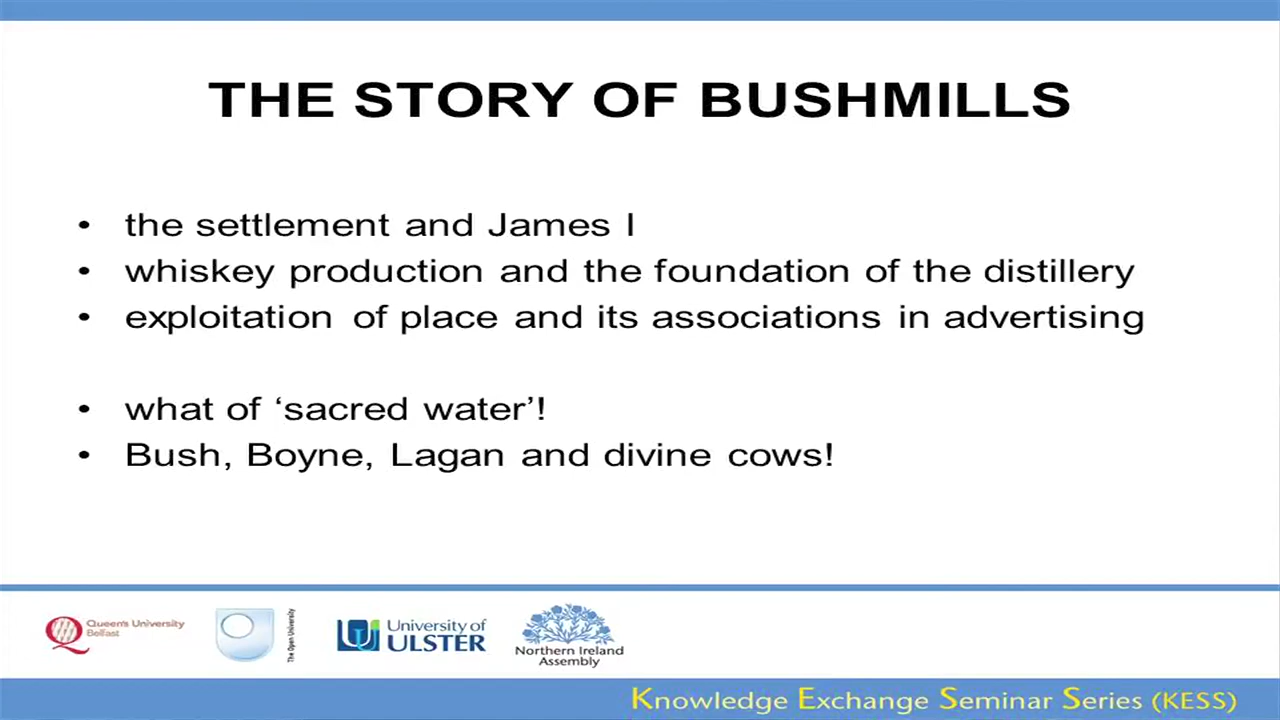 THE STORY OF BUSHMILLS
• the settlement and James I
• whiskey production and the foundation of the distillery
• exploitation of place and its associations in advertising
• what of ‘sacred water’!
• Bush, Boyne, Lagan and divine cows!
Queen's University
Belfast
The Open University
University of
ULSTER
Northern Ireland
Assembly
Knowledge Exchange Seminar Series (KESS)